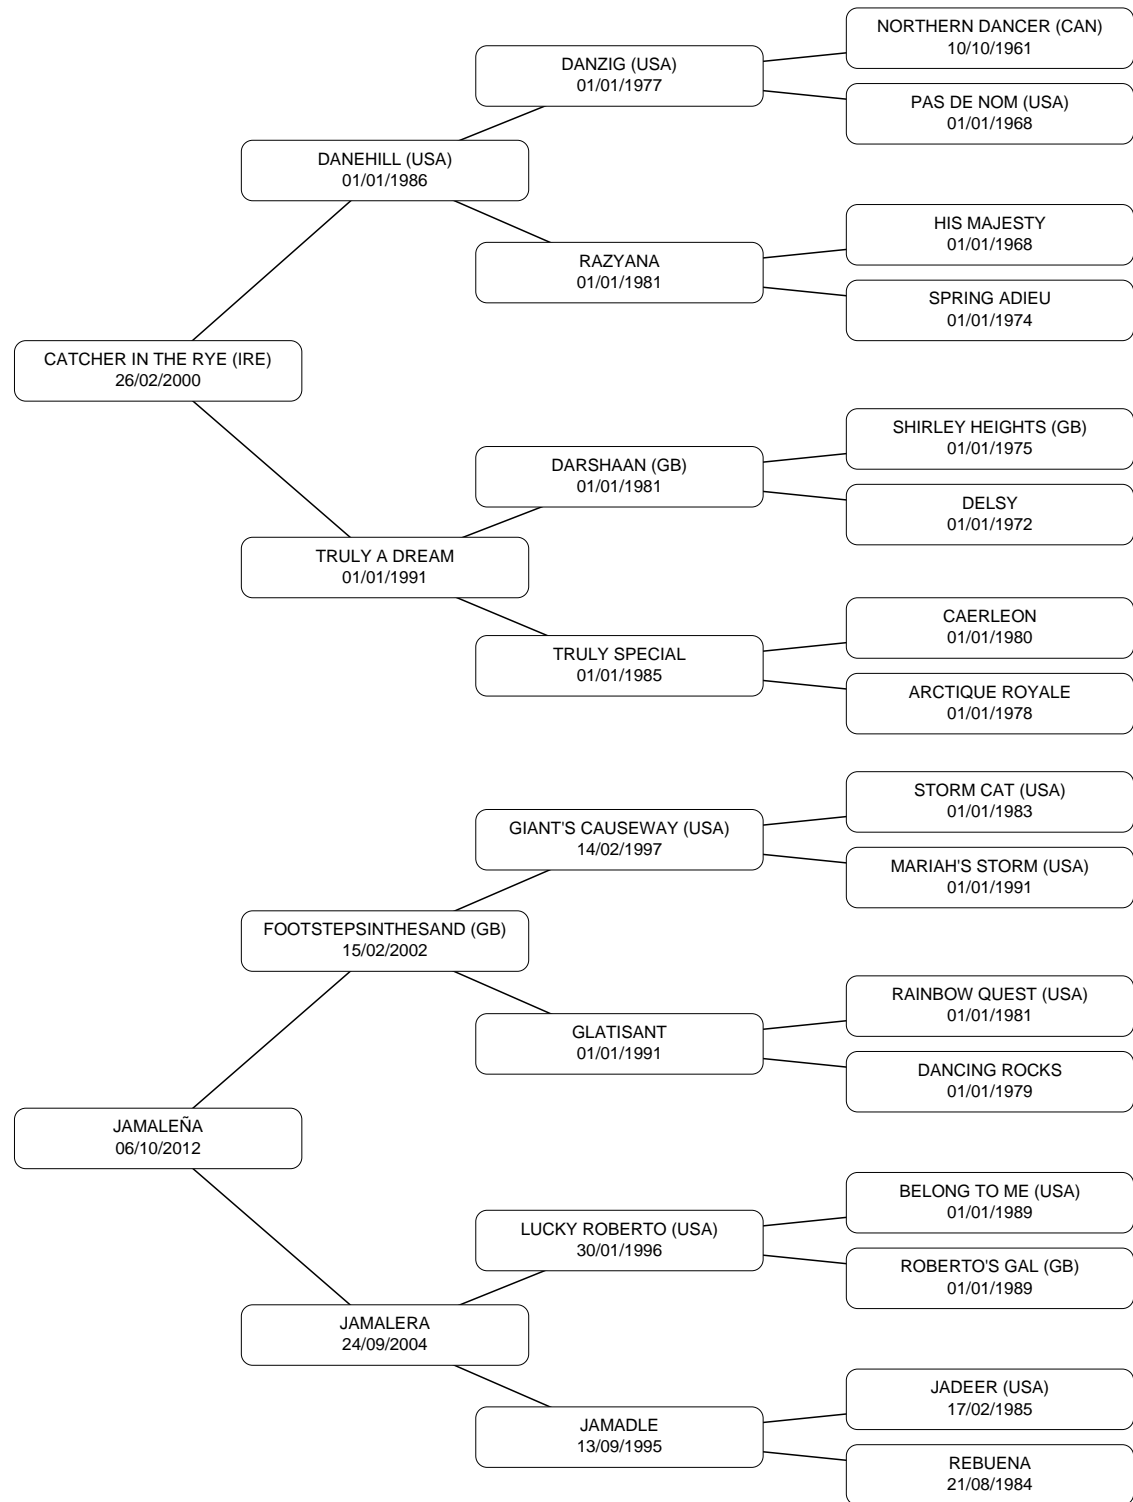 NORTHERN DANCER (CAN)
10/10/1961
DANZIG (USA)
01/01/1977
PAS DE NOM (USA)
01/01/1968
DANEHILL (USA)
01/01/1986
HIS MAJESTY
01/01/1968
RAZYANA
01/01/1981
SPRING ADIEU
01/01/1974
CATCHER IN THE RYE (IRE)
26/02/2000
SHIRLEY HEIGHTS (GB)
01/01/1975
DARSHAAN (GB)
01/01/1981
DELSY
01/01/1972
TRULY A DREAM
01/01/1991
CAERLEON
01/01/1980
TRULY SPECIAL
01/01/1985
ARCTIQUE ROYALE
01/01/1978
STORM CAT (USA)
01/01/1983
GIANT'S CAUSEWAY (USA)
14/02/1997
MARIAH'S STORM (USA)
01/01/1991
FOOTSTEPSINTHESAND (GB)
15/02/2002
RAINBOW QUEST (USA)
01/01/1981
GLATISANT
01/01/1991
DANCING ROCKS
01/01/1979
JAMALEÑA
06/10/2012
BELONG TO ME (USA)
01/01/1989
LUCKY ROBERTO (USA)
30/01/1996
ROBERTO'S GAL (GB)
01/01/1989
JAMALERA
24/09/2004
JADEER (USA)
17/02/1985
JAMADLE
13/09/1995
REBUENA
21/08/1984